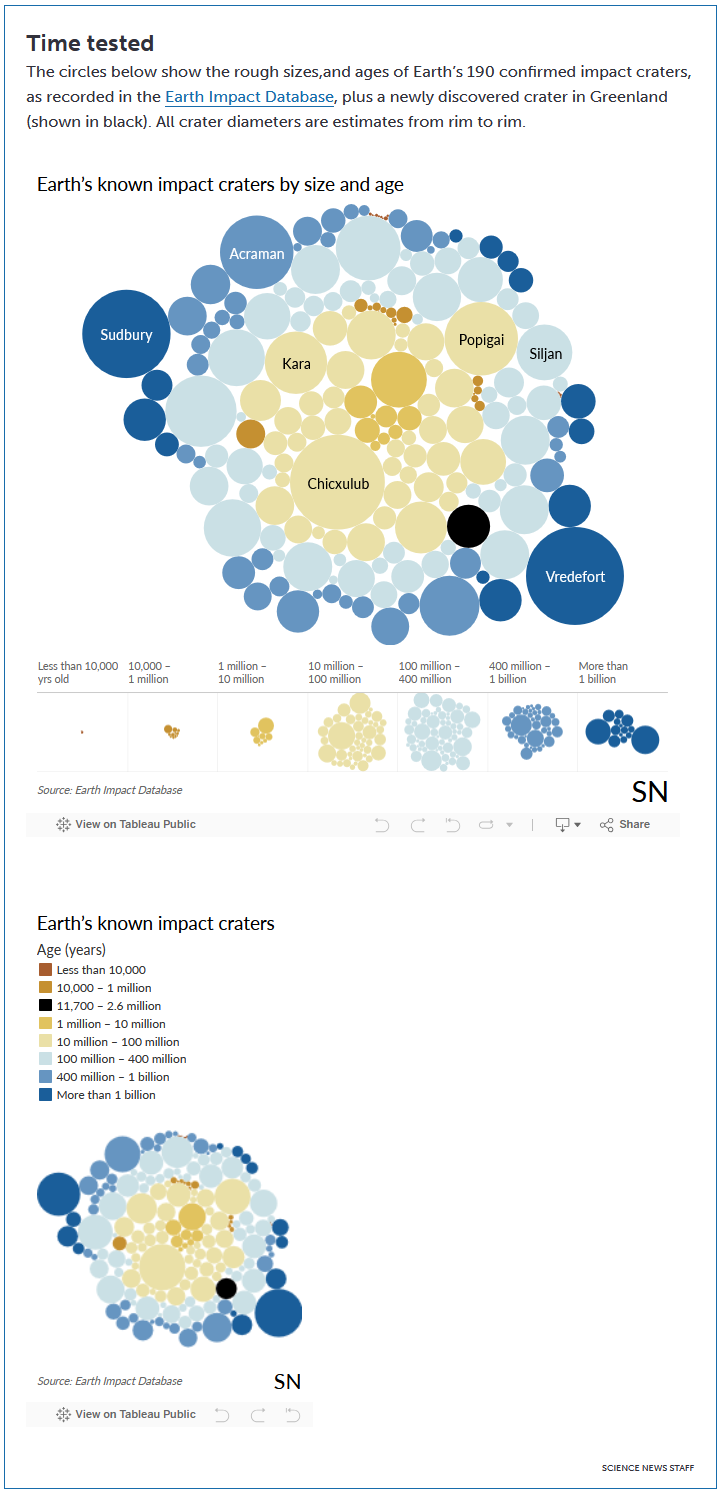 Time tested
The circles below show the rough sizes,and ages of Earth's 190 confirmed impact craters,
as recorded in the Earth Impact Database, plus a newly discovered crater in Greenland
(shown in black). All crater diameters are estimates from rim to rim.
Earth's known impact craters by size and age
Acraman
Sudbury
Popigai
Siljan
Kara
Chicxulub
Vredefort
Less than 10,000 yrs old
10,000 – 1 million
1 million – 10 million
10 million – 100 million
100 million – 400 million
400 million – 1 billion
More than 1 billion
Source: Earth Impact Database
SN
View on Tableau Public
Share
Earth's known impact craters
Age (years)
Less than 10,000
10,000 – 1 million
11,700 – 2.6 million
1 million – 10 million
10 million – 100 million
100 million – 400 million
400 million – 1 billion
More than 1 billion
Source: Earth Impact Database
SN
View on Tableau Public
SCIENCE NEWS STAFF